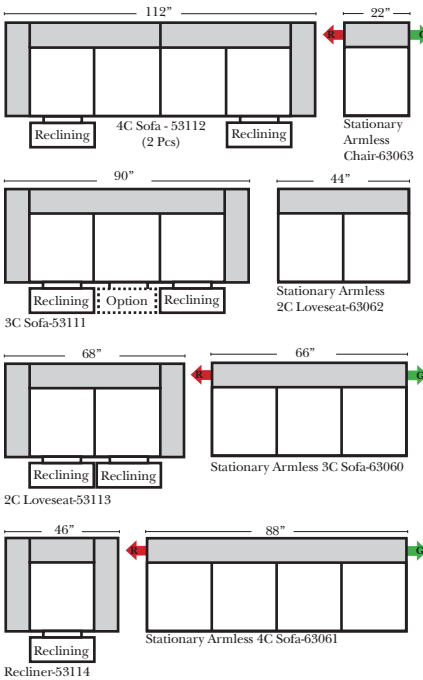 112”
22”
R
G
4C Sofa - 53112
(2 Pcs)
Reclining
Reclining
Stationary
Armless
Chair-63063
90”
44”
Reclining
Option
Reclining
3C Sofa-53111
Stationary Armless
2C Loveseat-63062
68”
66”
R
G
Reclining
Reclining
2C Loveseat-53113
Stationary Armless 3C Sofa-63060
46”
88”
R
G
Reclining
Recliner-53114
Stationary Armless 4C Sofa-63061